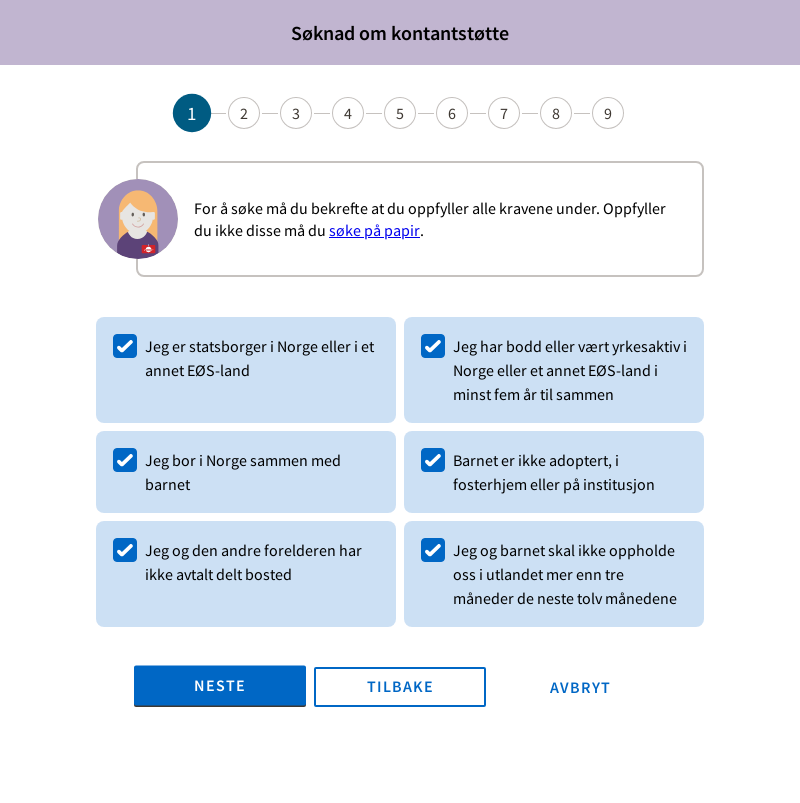 Søknad om kontantstøtte
1 2 3 4 5 6 7 8 9
For å søke må du bekrefte at du oppfyller alle kravene under. Oppfyller
du ikke disse må du søke på papir.
Jeg er statsborger i Norge eller i et
annet EØS-land
Jeg har bodd eller vært yrkesaktiv i
Norge eller et annet EØS-land i
minst fem år til sammen
Jeg bor i Norge sammen med
barnet
Barnet er ikke adoptert, i
fosterhjem eller på institusjon
Jeg og den andre forelderen har
ikke avtalt delt bosted
Jeg og barnet skal ikke oppholde
oss i utlandet mer enn tre
måneder de neste tolv månedene
NESTE TILBAKE AVBRYT